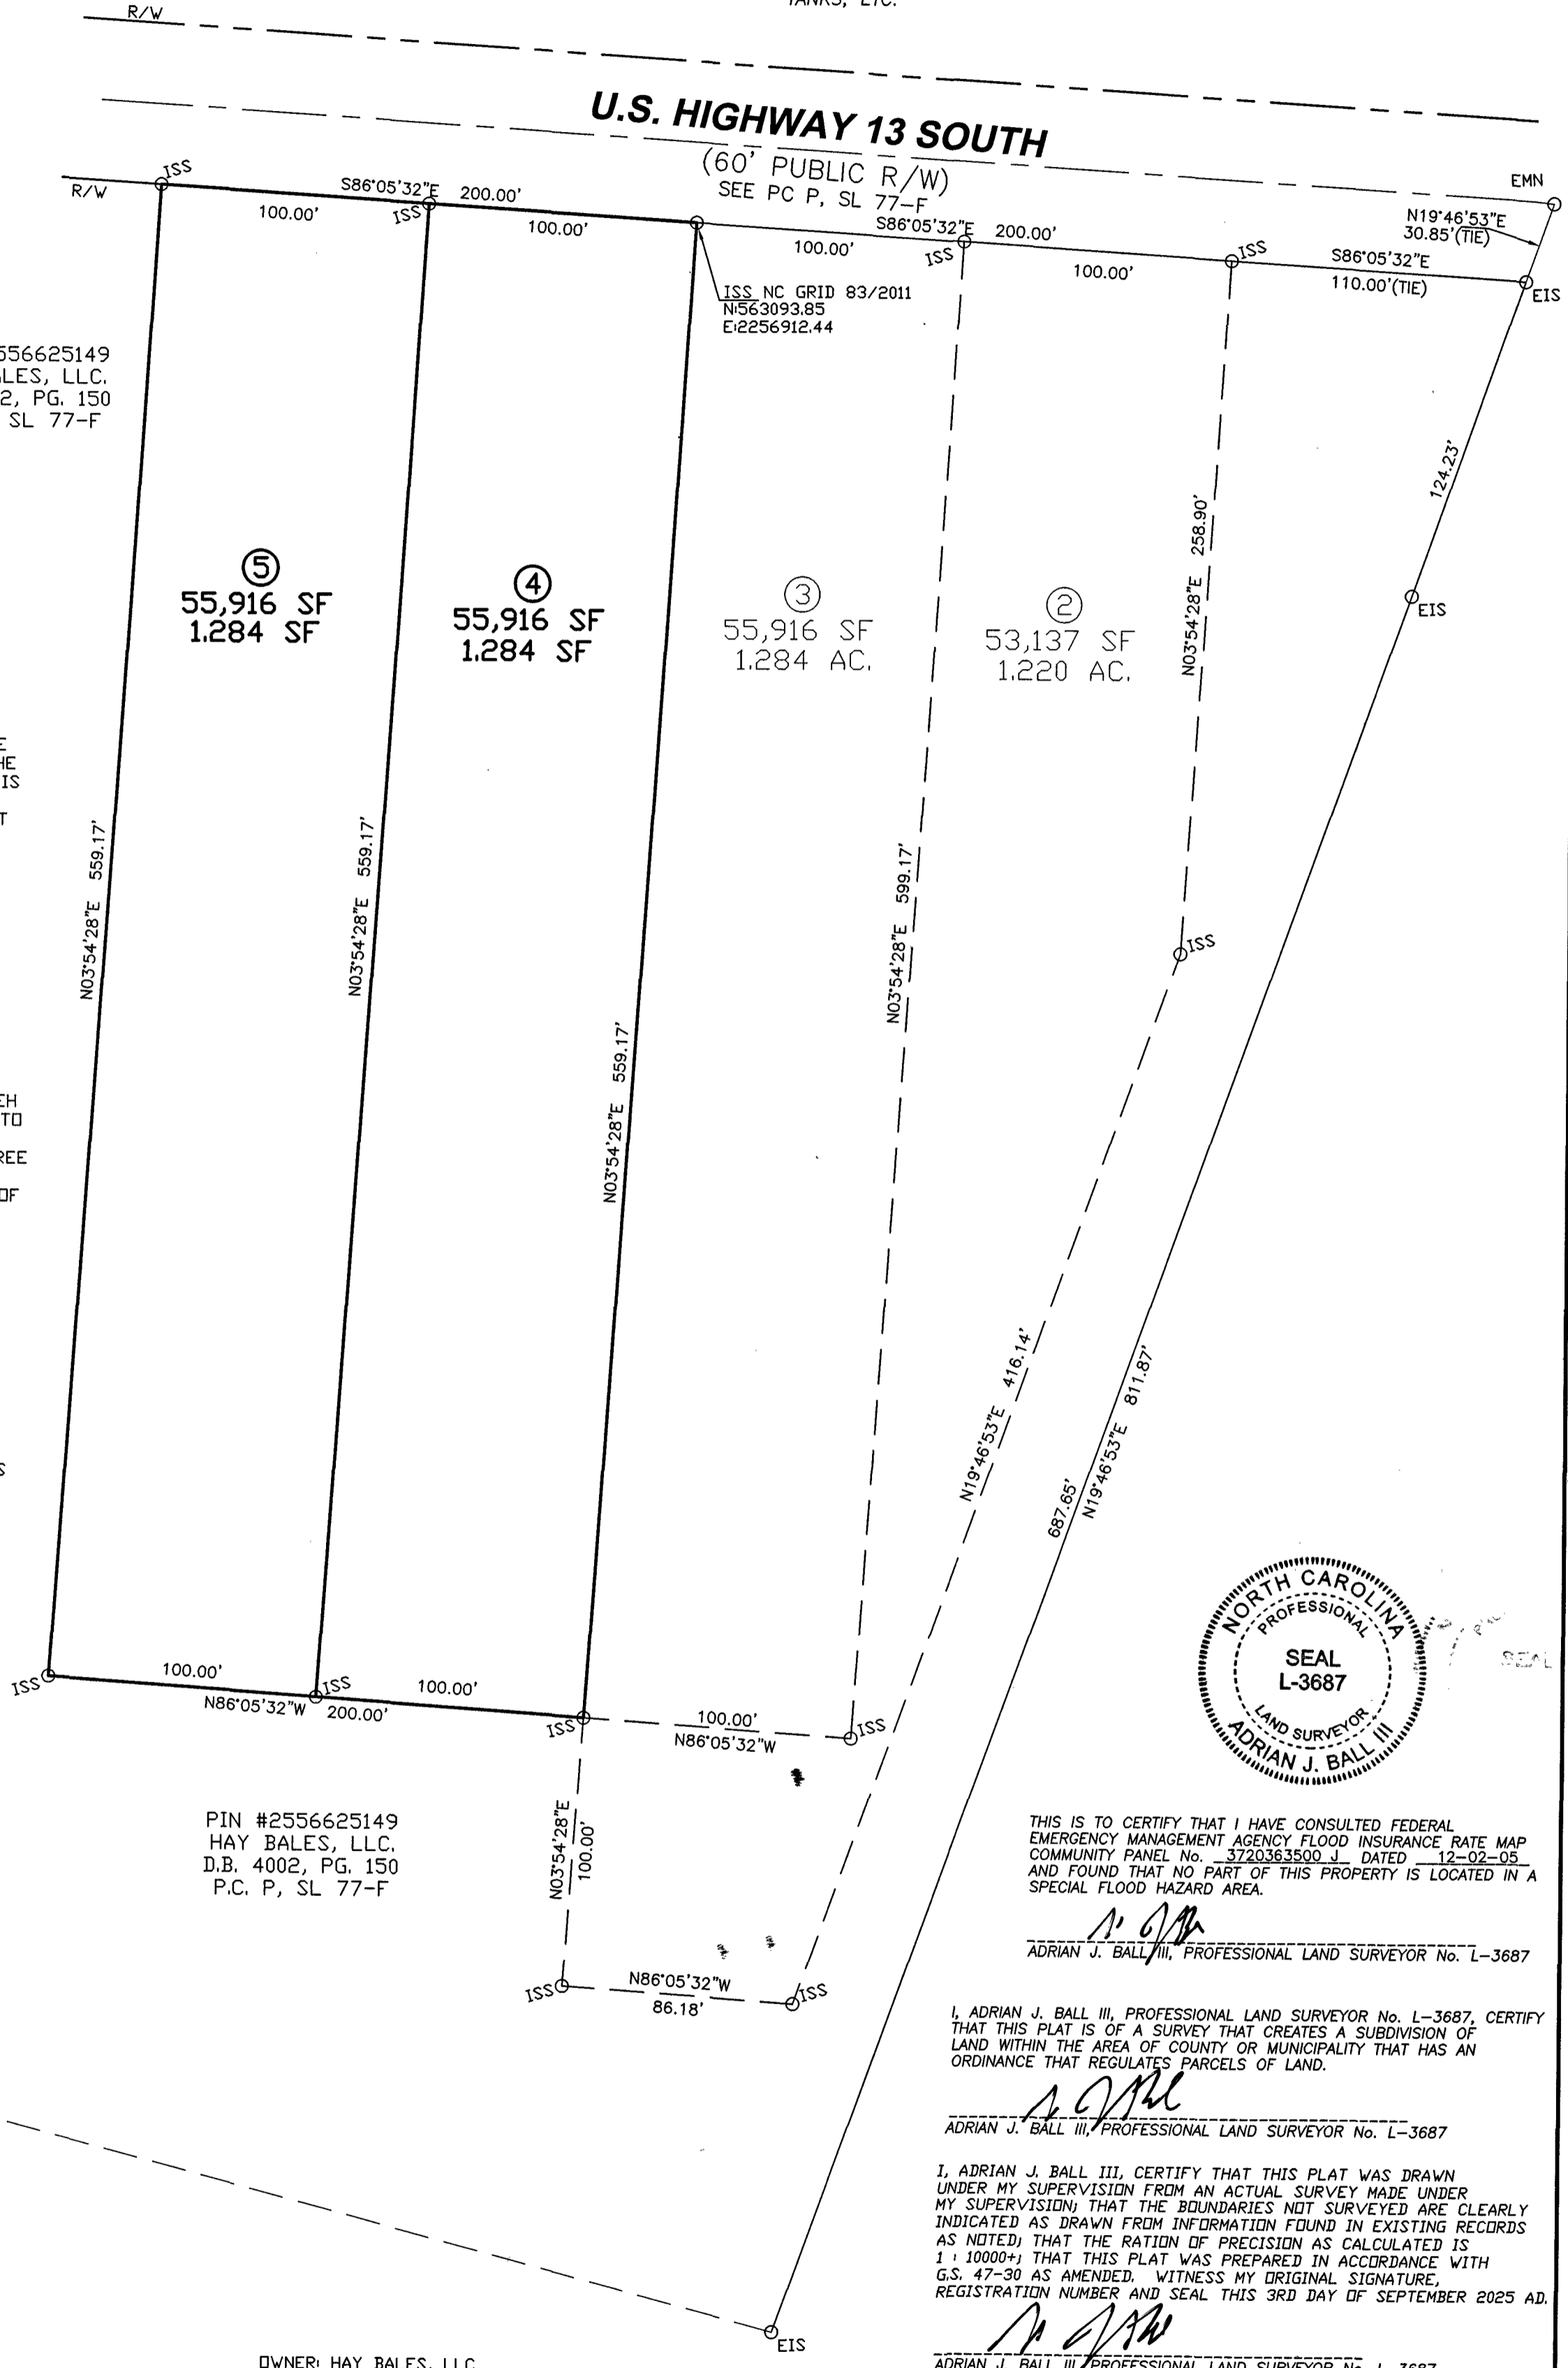 TANKS, ETC.
R/W
U.S. HIGHWAY 13 SOUTH
(60' PUBLIC R/W)
SEE PC P, SL 77-F
R/W
ISS
S86°05'32"E 200.00'
100.00'
ISS
100.00'
S86°05'32"E 200.00'
100.00'
ISS
100.00'
ISS
S86°05'32"E
110.00'(TIE)
EMN
N19°46'53"E
30.85'(TIE)
EIS
ISS NC GRID 83/2011
N:563093.85
E:2256912.44
556625149
LES, LLC.
2, PG. 150
SL 77-F
124.23'
EIS
5
55,916 SF
1.284 SF
4
55,916 SF
1.284 SF
3
55,916 SF
1.284 AC.
2
53,137 SF
1.220 AC.
N03°54'28"E 258.90'
E
HE
IS
T
N03°54'28"E 559.17'
N03°54'28"E 559.17'
N03°54'28"E 559.17'
N03°54'28"E 599.17'
ISS
EH
TO
REE
OF
S
N19°46'53"E 416.14'
687.65'
N19°46'53"E 811.87'
ISS
100.00'
ISS
100.00'
N86°05'32"W 200.00'
ISS
100.00'
N86°05'32"W
ISS
N03°54'28"E
100.00'
ISS
N86°05'32"W
86.18'
ISS
PIN #2556625149
HAY BALES, LLC.
D.B. 4002, PG. 150
P.C. P, SL 77-F
NORTH CAROLINA
PROFESSIONAL
SEAL
L-3687
LAND SURVEYOR
ADRIAN J. BALL III
SEAL
THIS IS TO CERTIFY THAT I HAVE CONSULTED FEDERAL
EMERGENCY MANAGEMENT AGENCY FLOOD INSURANCE RATE MAP
COMMUNITY PANEL No. 3720363500 J DATED 12-02-05
AND FOUND THAT NO PART OF THIS PROPERTY IS LOCATED IN A
SPECIAL FLOOD HAZARD AREA.
ADRIAN J. BALL III, PROFESSIONAL LAND SURVEYOR No. L-3687
I, ADRIAN J. BALL III, PROFESSIONAL LAND SURVEYOR No. L-3687, CERTIFY
THAT THIS PLAT IS OF A SURVEY THAT CREATES A SUBDIVISION OF
LAND WITHIN THE AREA OF COUNTY OR MUNICIPALITY THAT HAS AN
ORDINANCE THAT REGULATES PARCELS OF LAND.
ADRIAN J. BALL III, PROFESSIONAL LAND SURVEYOR No. L-3687
I, ADRIAN J. BALL III, CERTIFY THAT THIS PLAT WAS DRAWN
UNDER MY SUPERVISION FROM AN ACTUAL SURVEY MADE UNDER
MY SUPERVISION; THAT THE BOUNDARIES NOT SURVEYED ARE CLEARLY
INDICATED AS DRAWN FROM INFORMATION FOUND IN EXISTING RECORDS
AS NOTED; THAT THE RATION OF PRECISION AS CALCULATED IS
1 : 10000+; THAT THIS PLAT WAS PREPARED IN ACCORDANCE WITH
G.S. 47-30 AS AMENDED. WITNESS MY ORIGINAL SIGNATURE,
REGISTRATION NUMBER AND SEAL THIS 3RD DAY OF SEPTEMBER 2025 AD.
ADRIAN J. BALL III, PROFESSIONAL LAND SURVEYOR No. L-3687
EIS
OWNER: HAY BALES, LLC